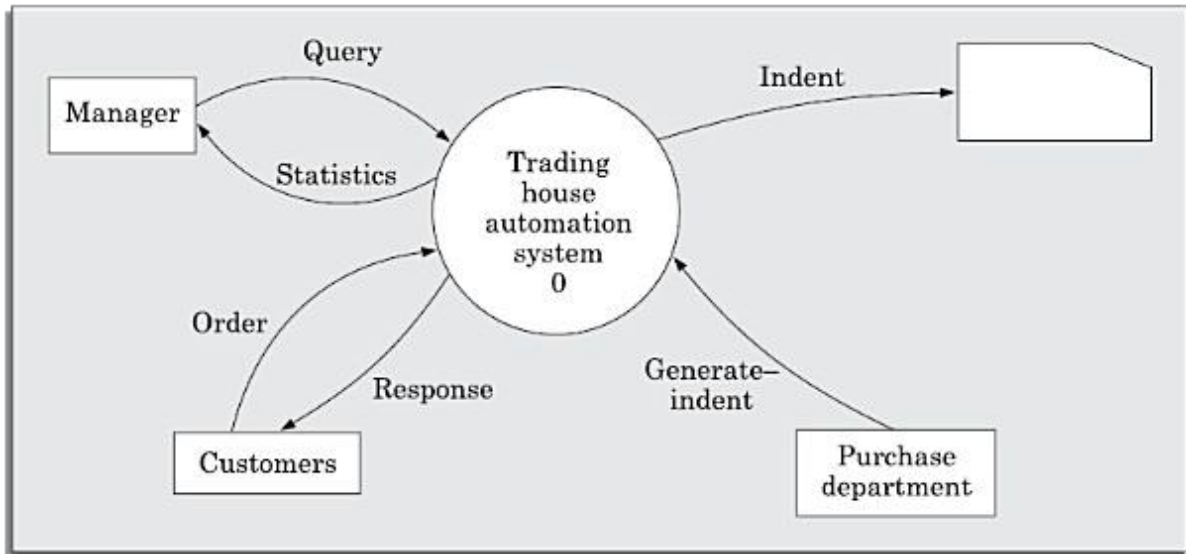 Query
Manager
Indent
Statistics
Trading
house
automation
system
0
Order
Response
Generate–
indent
Customers
Purchase
department